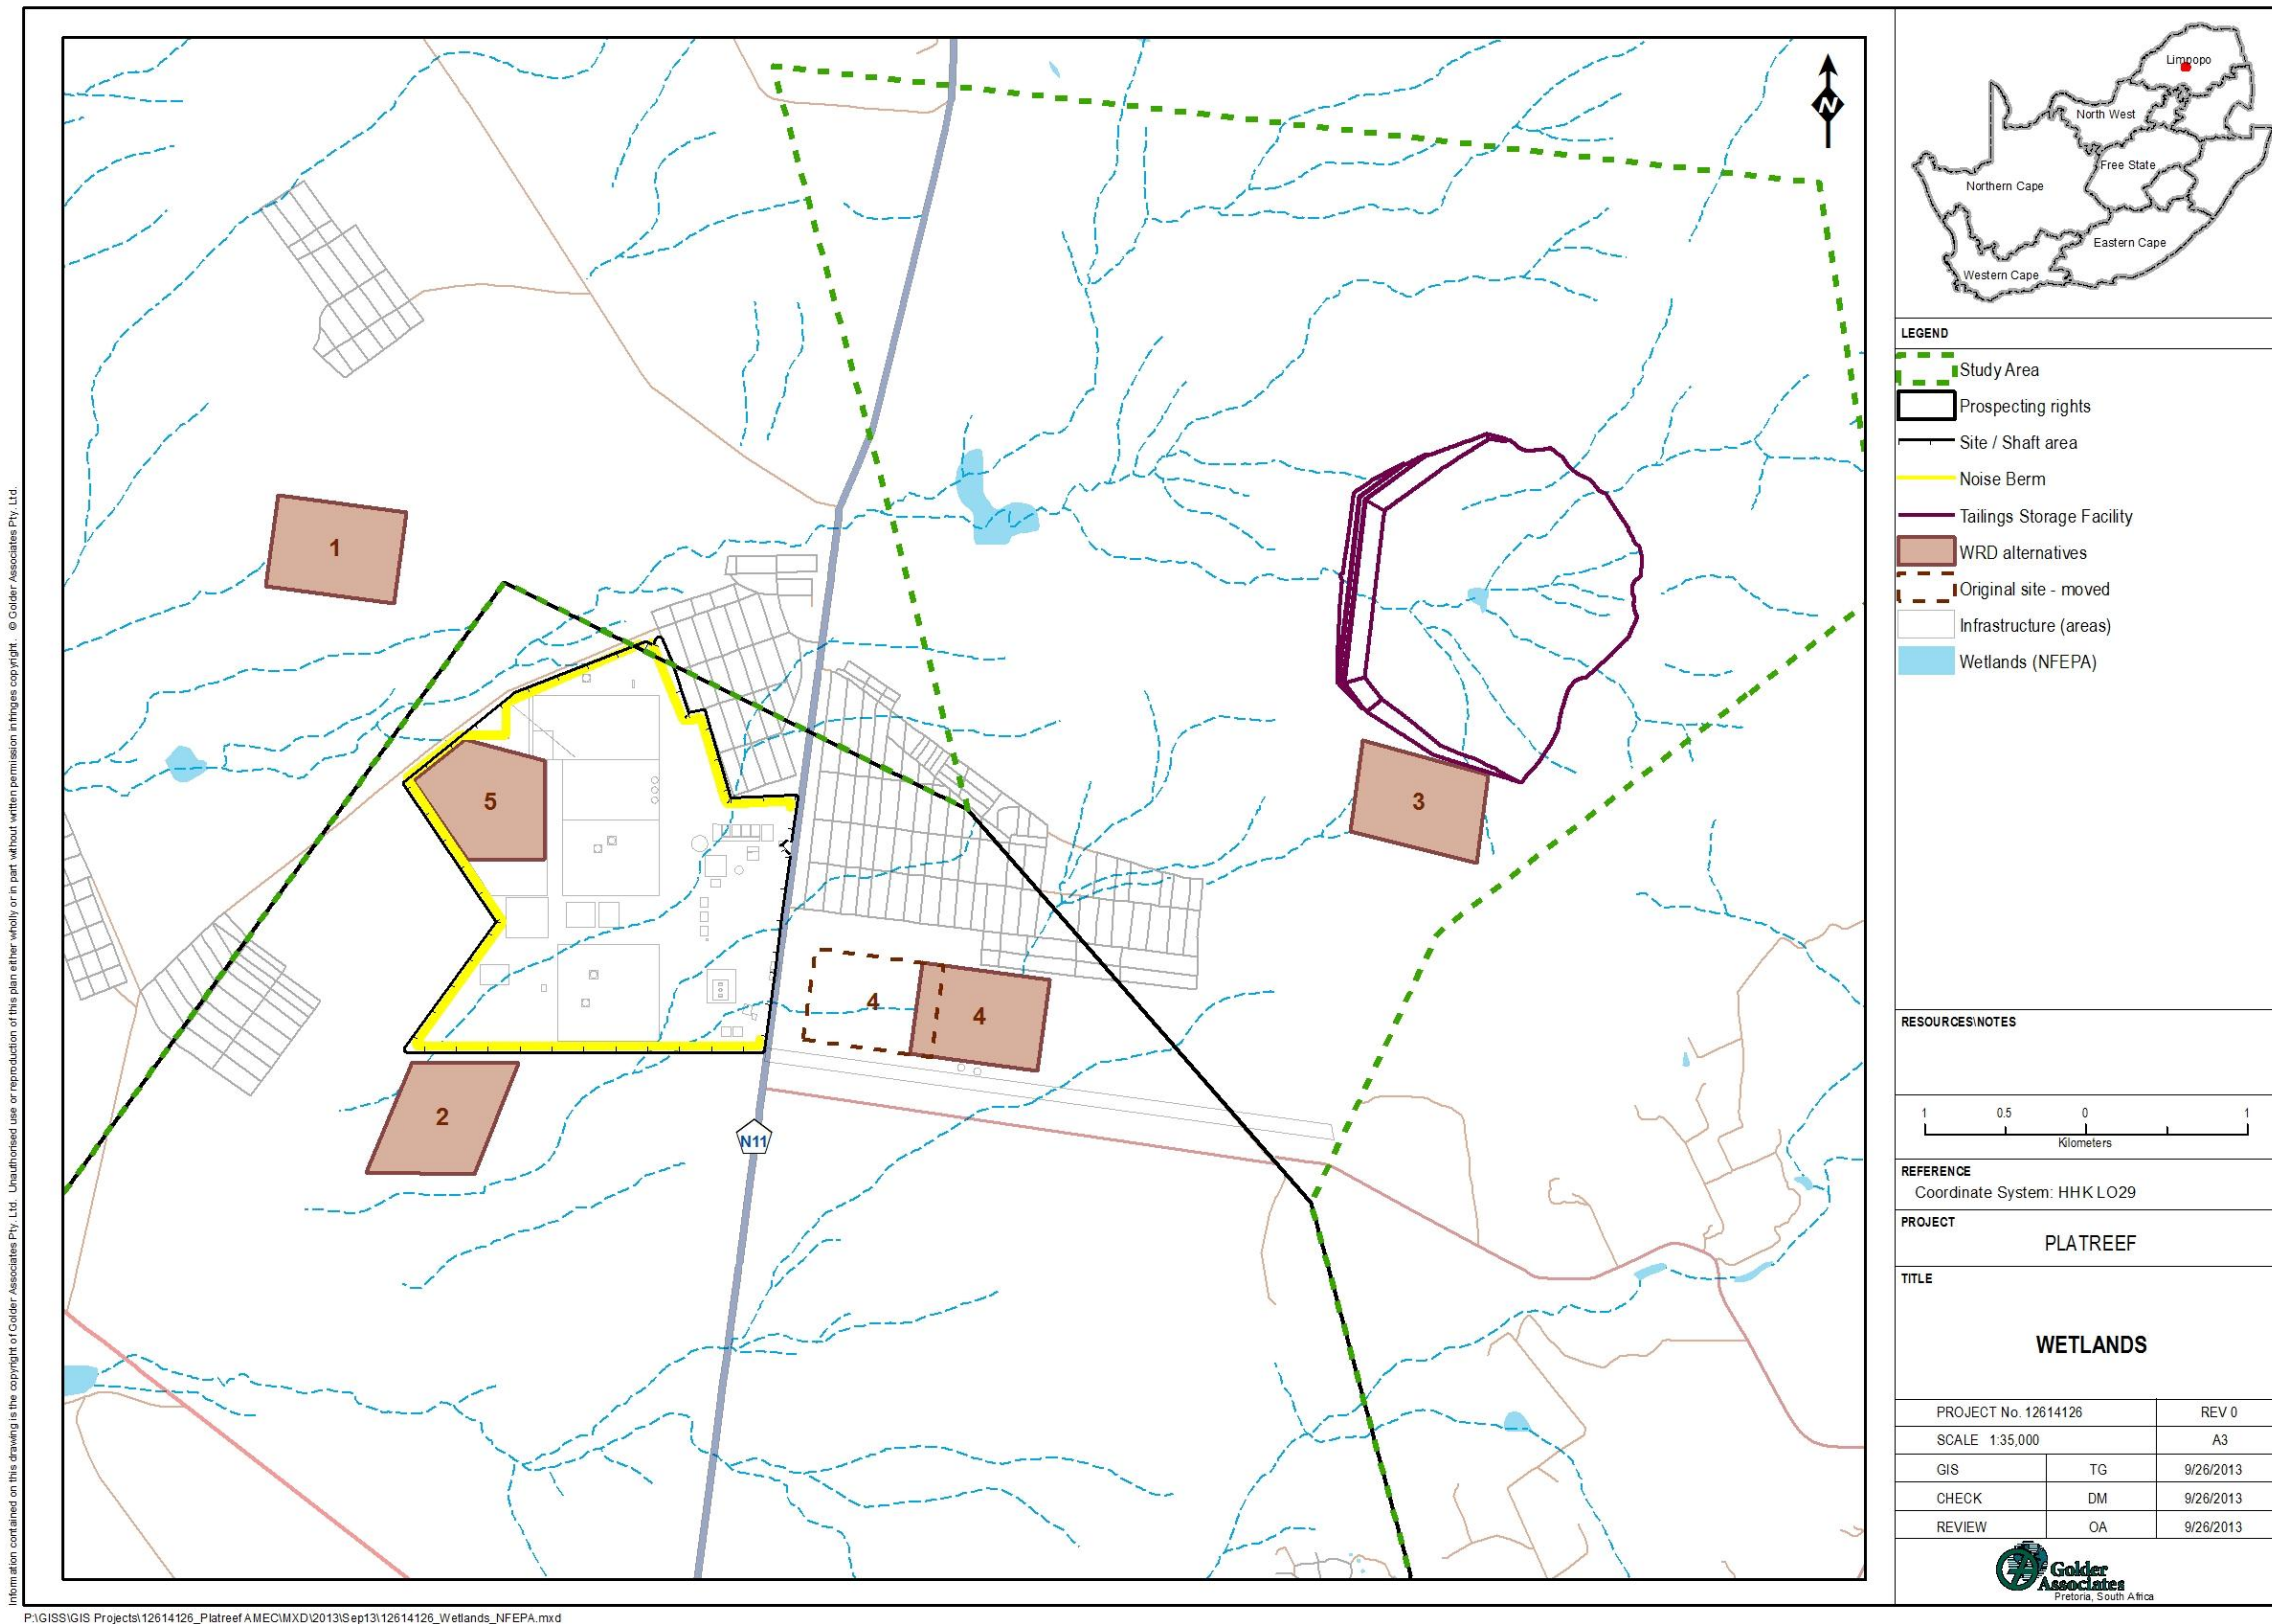 1
2
3
4
4
5
N11
N
Limpopo
North West
Free State
Northern Cape
Eastern Cape
Western Cape
LEGEND
Study Area
Prospecting rights
Site / Shaft area
Noise Berm
Tailings Storage Facility
WRD alternatives
Original site - moved
Infrastructure (areas)
Wetlands (NFEPA)
RESOURCES\NOTES
1 0.5 0 1
Kilometers
REFERENCE
Coordinate System: HHK LO29
PROJECT
PLATREEF
TITLE
WETLANDS
PROJECT No. 12614126 REV 0
SCALE 1:35,000 A3
GIS TG 9/26/2013
CHECK DM 9/26/2013
REVIEW OA 9/26/2013
Golder
Associates
Pretoria, South Africa
Information contained on this drawing is the copyright of Golder Associates Pty. Ltd. Unauthorised use or reproduction of this plan either wholly or in part without written permission infringes copyright. © Golder Associates Pty. Ltd.
P:\GISS\GIS Projects\12614126_Platreef AMEC\MXD\2013\Sep13\12614126_Wetlands_NFEPA.mxd